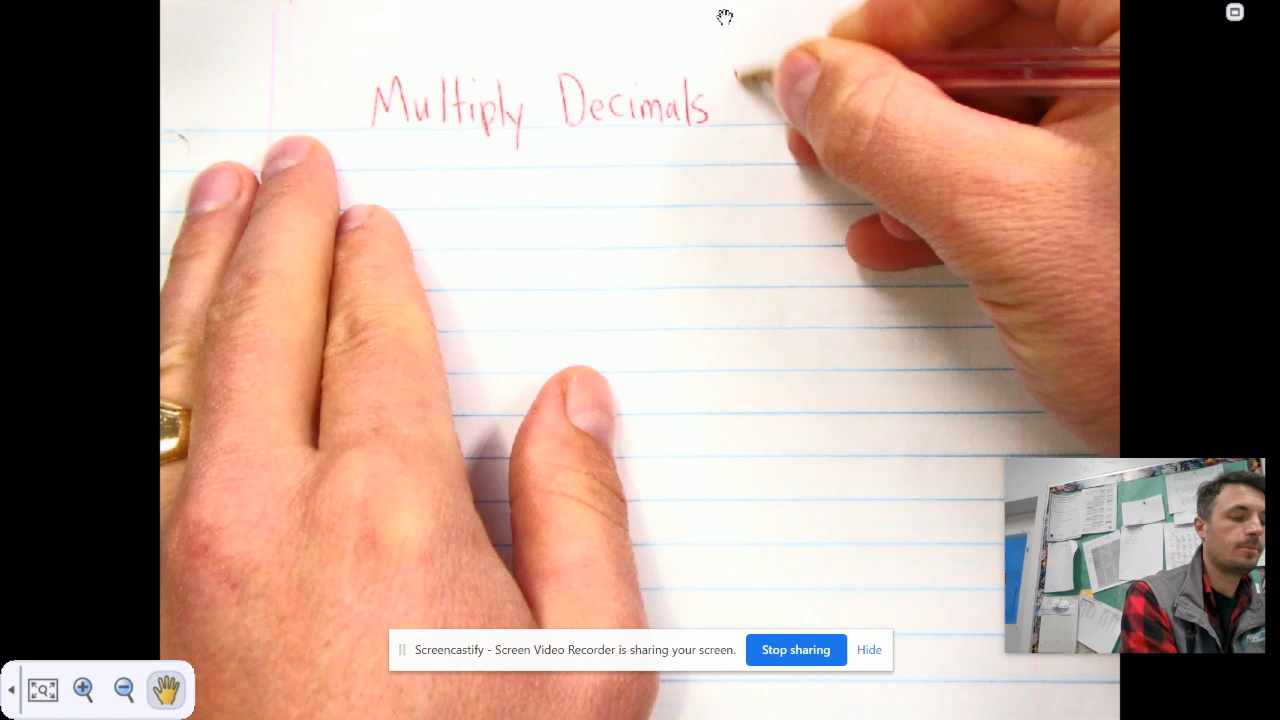 Multiply Decimals
Screencastify - Screen Video Recorder is sharing your screen.
Stop sharing
Hide